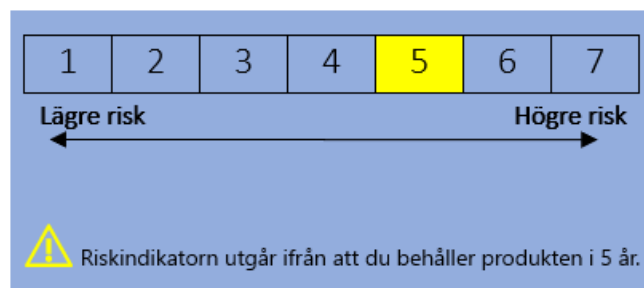 1 2 3 4 5 6 7
Lägre risk Högre risk
Riskindikatorn utgår ifrån att du behåller produkten i 5 år.